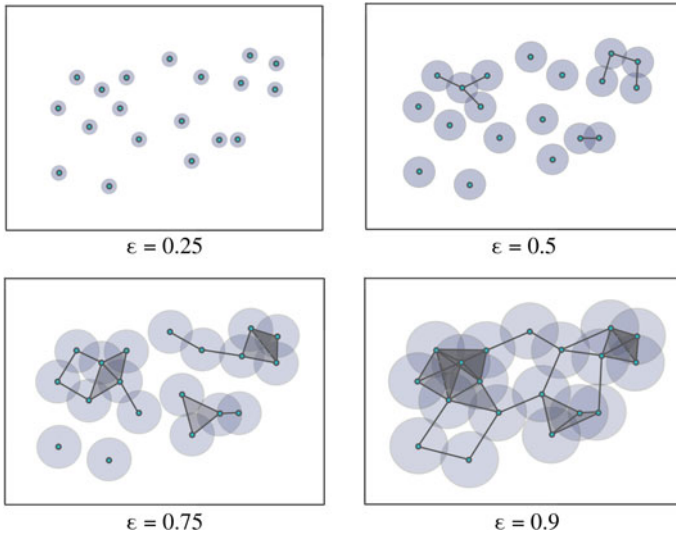 ε = 0.25
ε = 0.5
ε = 0.75
ε = 0.9